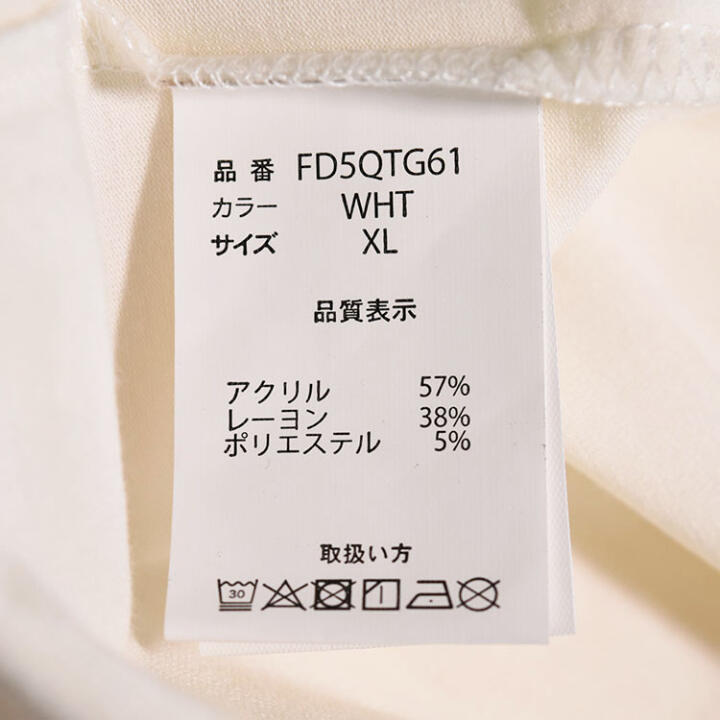 品番 FD5QTG61
カラー WHT
サイズ XL
品質表示
アクリル 57%
レーヨン 38%
ポリエステル 5%
取扱い方
30